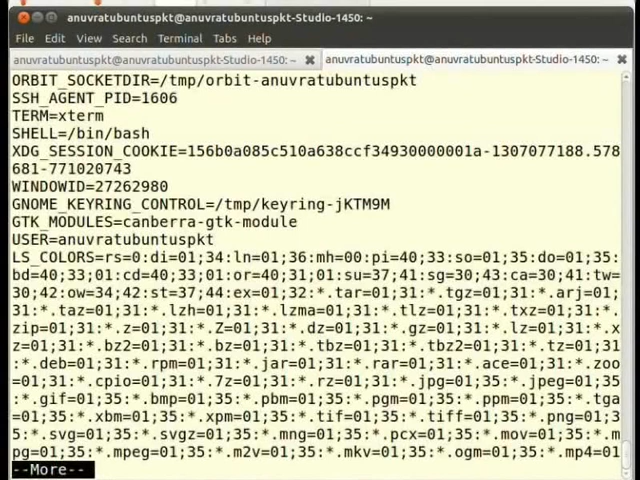 anuvratubuntuspkt@anuvratubuntuspkt-Studio-1450: ~
File Edit View Search Terminal Tabs Help
anuvratubuntuspkt@anuvratubuntuspkt-Studio-1450: ~ anuvratubuntuspkt@anuvratubuntuspkt-Studio-1450: ~
ORBIT_SOCKETDIR=/tmp/orbit-anuvratubuntuspkt
SSH_AGENT_PID=1606
TERM=xterm
SHELL=/bin/bash
XDG_SESSION_COOKIE=156b0a085c510a638ccf34930000001a-1307077188.578
681-771020743
WINDOWID=27262980
GNOME_KEYRING_CONTROL=/tmp/keyring-jKTM9M
GTK_MODULES=canberra-gtk-module
USER=anuvratubuntuspkt
LS_COLORS=rs=0:di=01;34:ln=01;36:mh=00:pi=40;33:so=01;35:do=01;35:
bd=40;33;01:cd=40;33;01:or=40;31;01:su=37;41:sg=30;43:ca=30;41:tw=
30;42:ow=34;42:st=37;44:ex=01;32:*.tar=01;31:*.tgz=01;31:*.arj=01;
31:*.taz=01;31:*.lzh=01;31:*.lzma=01;31:*.tlz=01;31:*.txz=01;31:*.
zip=01;31:*.z=01;31:*.Z=01;31:*.dz=01;31:*.gz=01;31:*.lz=01;31:*.x
z=01;31:*.bz2=01;31:*.bz=01;31:*.tbz=01;31:*.tbz2=01;31:*.tz=01;31
:*.deb=01;31:*.rpm=01;31:*.jar=01;31:*.rar=01;31:*.ace=01;31:*.zoo
=01;31:*.cpio=01;31:*.7z=01;31:*.rz=01;31:*.jpg=01;35:*.jpeg=01;35
:*.gif=01;35:*.bmp=01;35:*.pbm=01;35:*.pgm=01;35:*.ppm=01;35:*.tga
=01;35:*.xbm=01;35:*.xpm=01;35:*.tif=01;35:*.tiff=01;35:*.png=01;3
5:*.svg=01;35:*.svgz=01;35:*.mng=01;35:*.pcx=01;35:*.mov=01;35:*.m
pg=01;35:*.mpeg=01;35:*.m2v=01;35:*.mkv=01;35:*.ogm=01;35:*.mp4=01
--More--